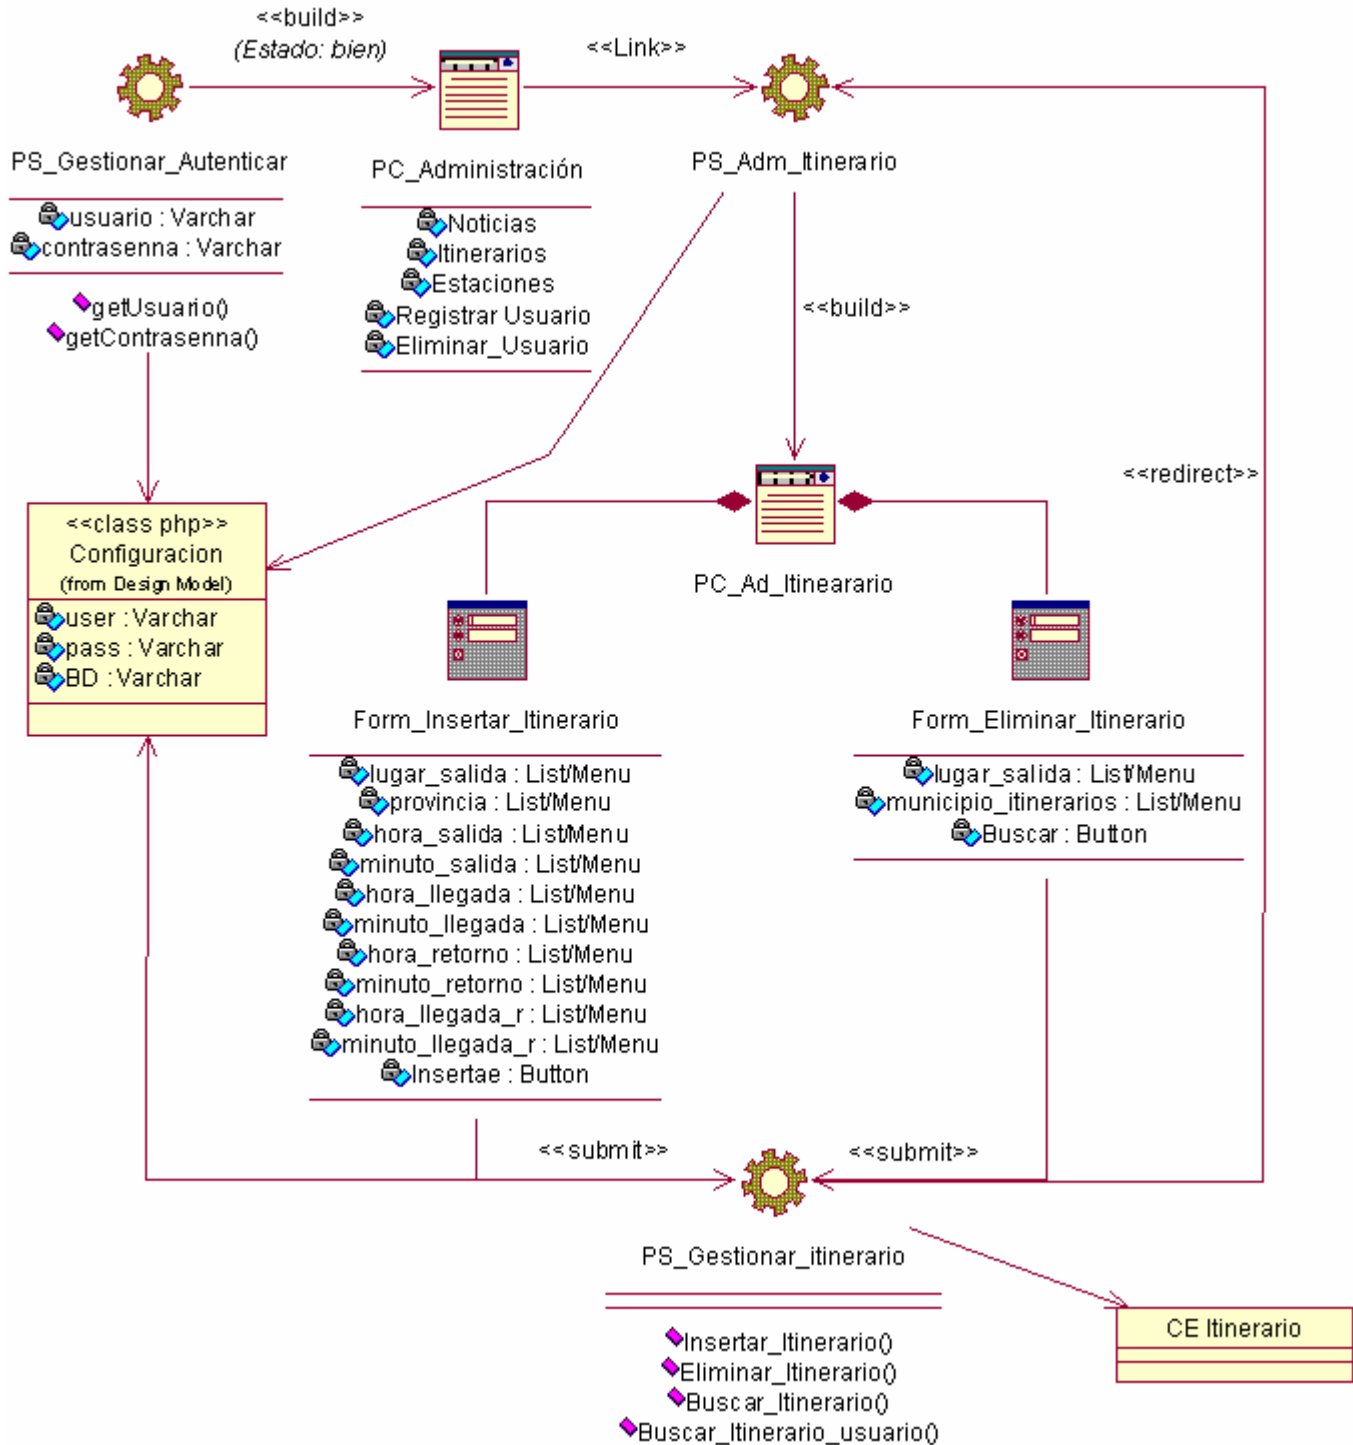 <<build>>
(Estado: bien)
<<Link>>
PS_Gestionar_Autenticar
usuario : Varchar
contrasenna : Varchar
getUsuario()
getContrasenna()
PC_Administración
Noticias
Itinerarios
Estaciones
Registrar Usuario
Eliminar_Usuario
PS_Adm_Itinerario
<<build>>
<<redirect>>
<<class php>>
Configuracion
(from Design Model)
user : Varchar
pass : Varchar
BD : Varchar
PC_Ad_Itinearario
Form_Insertar_Itinerario
lugar_salida : List/Menu
provincia : List/Menu
hora_salida : List/Menu
minuto_salida : List/Menu
hora_llegada : List/Menu
minuto_llegada : List/Menu
hora_retorno : List/Menu
minuto_retorno : List/Menu
hora_llegada_r : List/Menu
minuto_llegada_r : List/Menu
Insertae : Button
Form_Eliminar_Itinerario
lugar_salida : List/Menu
municipio_itinerarios : List/Menu
Buscar : Button
<<submit>>
<<submit>>
PS_Gestionar_itinerario
Insertar_Itinerario()
Eliminar_Itinerario()
Buscar_Itinerario()
Buscar_Itinerario_usuario()
CE Itinerario